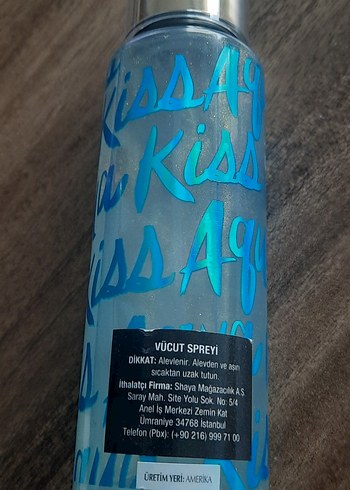 Kiss Aq
a Kiss
Kiss Aqu
VÜCUT SPREYİ
DİKKAT: Alevlenir. Alevden ve aşırı
sıcaktan uzak tutun.
İthalatçı Firma: Shaya Mağazacılık A.Ş.
Saray Mah. Site Yolu Sok. No: 5/4
Anel İş Merkezi Zemin Kat
Ümraniye 34768 İstanbul
Telefon (Pbx): (+90 216) 999 71 00
ÜRETİM YERİ: AMERİKA